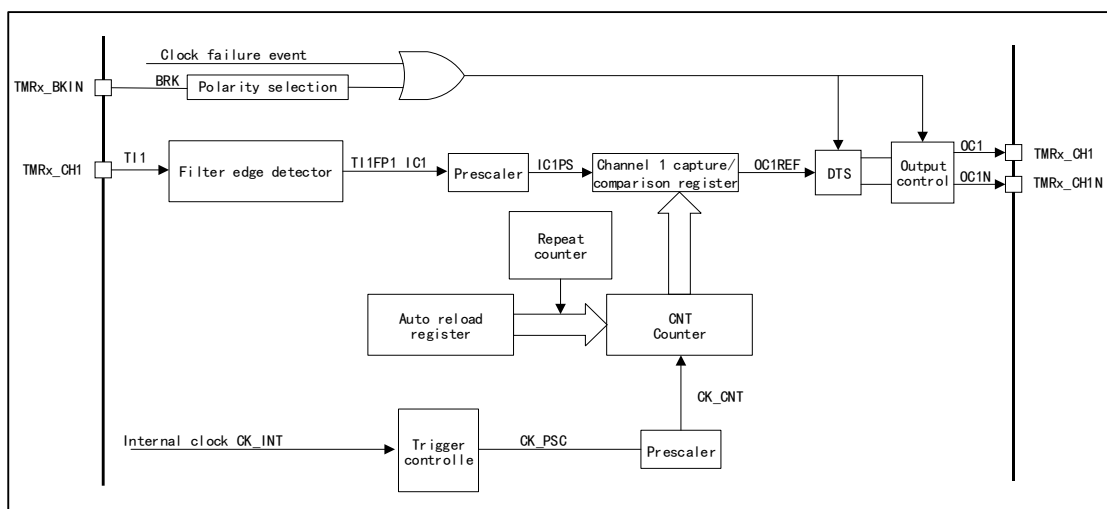 Clock failure event
TMRx_BKIN
BRK
Polarity selection
TMRx_CH1
TI1
Filter edge detector
TI1FP1 IC1
Prescaler
IC1PS
Channel 1 capture/
comparison register
OC1REF
DTS
Output
control
OC1
TMRx_CH1
OC1N
TMRx_CH1N
Repeat
counter
Auto reload
register
CNT
Counter
CK_CNT
Internal clock CK_INT
Trigger
controlle
CK_PSC
Prescaler